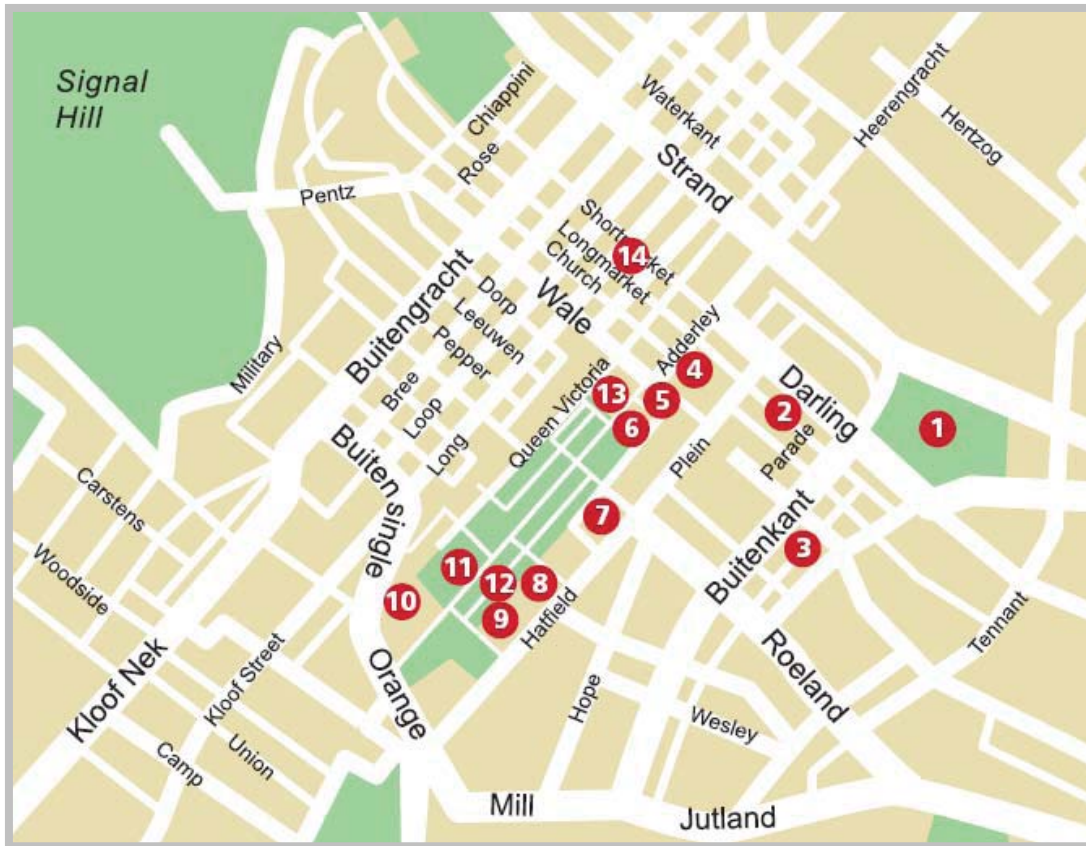 Signal
Hill
Chiappini
Rose
Pentz
Waterkant
Heerengracht
Hertzog
Strand
Shortmarket
Longmarket
Church
14
Dorp
Wale
Leeuwen
Pepper
Buitengracht
Military
Bree
Loop
Long
Queen Victoria
Adderley
4
5
13
6
Darling
2
Parade
1
Plein
Buitensingle
Carstens
Woodside
7
Buitenkant
3
11
12
8
10
9
Hatfield
Tennant
Roeland
Kloof Nek
Kloof Street
Orange
Hope
Wesley
Union
Camp
Mill
Jutland